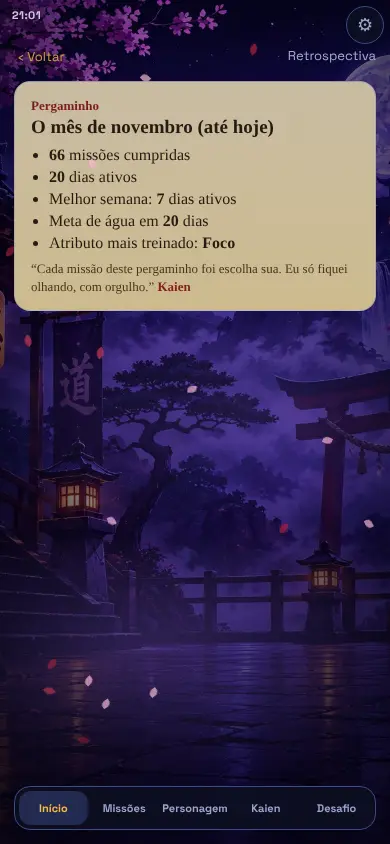 21:01
‹ Voltar
Retrospectiva
Pergaminho
O mês de novembro (até hoje)
• 66 missões cumpridas
• 20 dias ativos
• Melhor semana: 7 dias ativos
• Meta de água em 20 dias
• Atributo mais treinado: Foco
“Cada missão deste pergaminho foi escolha sua. Eu só fiquei
olhando, com orgulho.” Kaien
道
Início Missões Personagem Kaien Desafio